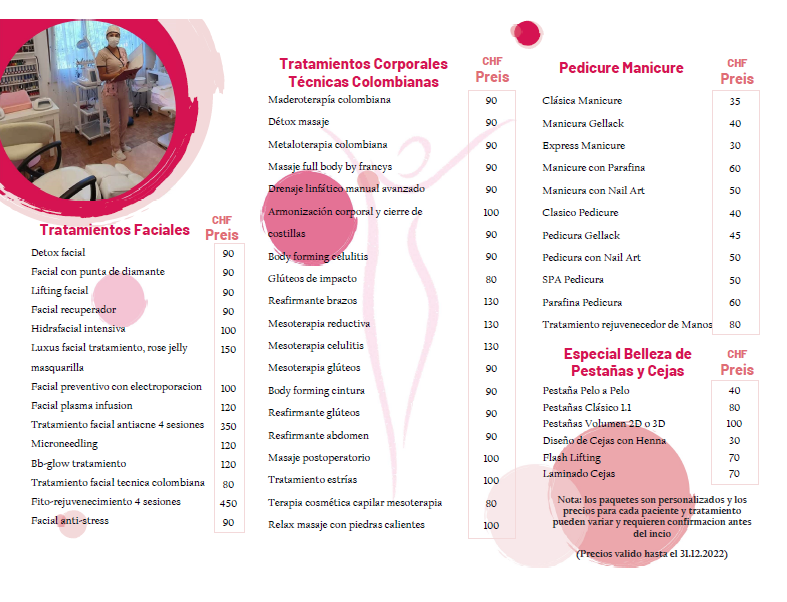 Tratamientos Faciales
CHF
Preis
Detox facial 90
Facial con punta de diamante 90
Lifting facial 90
Facial recuperador 90
Hidrafacial intensiva 100
Luxus facial tratamiento, rose jelly 150
masquarilla
Facial preventivo con electroporacion 100
Facial plasma infusion 120
Tratamiento facial antiacne 4 sesiones 350
Microneedling 120
Bb-glow tratamiento 120
Tratamiento facial tecnica colombiana 80
Fito-rejuvenecimiento 4 sesiones 450
Facial anti-stress 90
Tratamientos Corporales
Técnicas Colombianas
CHF
Preis
Maderoterapía colombiana 90
Détox masaje 90
Metaloterapia colombiana 90
Masaje full body by francys 90
Drenaje linfático manual avanzado 90
Armonización corporal y cierre de 100
costillas 90
Body forming celulitis 90
Glúteos de impacto 80
Reafirmante brazos 130
Mesoterapia reductiva 130
Mesoterapia celulitis 130
Mesoterapia glúteos 90
Body forming cintura 90
Reafirmante glúteos 90
Reafirmante abdomen 90
Masaje postoperatorio 100
Tratamiento estrías 100
Terapia cosmética capilar mesoterapia 80
Relax masaje con piedras calientes 100
Pedicure Manicure
CHF
Preis
Clásica Manicure 35
Manicura Gellack 40
Express Manicure 30
Manicure con Parafina 60
Manicura con Nail Art 50
Clasico Pedicure 40
Pedicura Gellack 45
Pedicura con Nail Art 50
SPA Pedicura 50
Parafina Pedicura 60
Tratamiento rejuvenecedor de Manos 80
Especial Belleza de
Pestañas y Cejas
CHF
Preis
Pestaña Pelo a Pelo 40
Pestañas Clásico 1.1 80
Pestañas Volumen 2D o 3D 100
Diseño de Cejas con Henna 30
Flash Lifting 70
Laminado Cejas 70
Nota: los paquetes son personalizados y los
precios para cada paciente y tratamiento
pueden variar y requieren confirmacion antes
del incio
(Precios valido hasta el 31.12.2022)